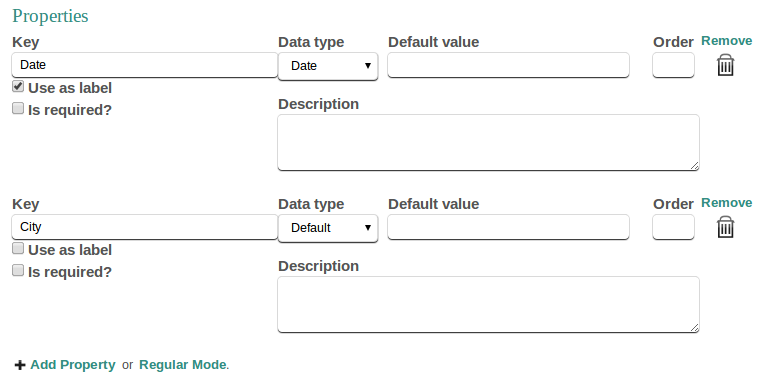 Properties
Key Data type Default value Order Remove
Date Date
Use as label
Is required?
Description
Key Data type Default value Order Remove
City Default
Use as label
Is required?
Description
Add Property or Regular Mode.